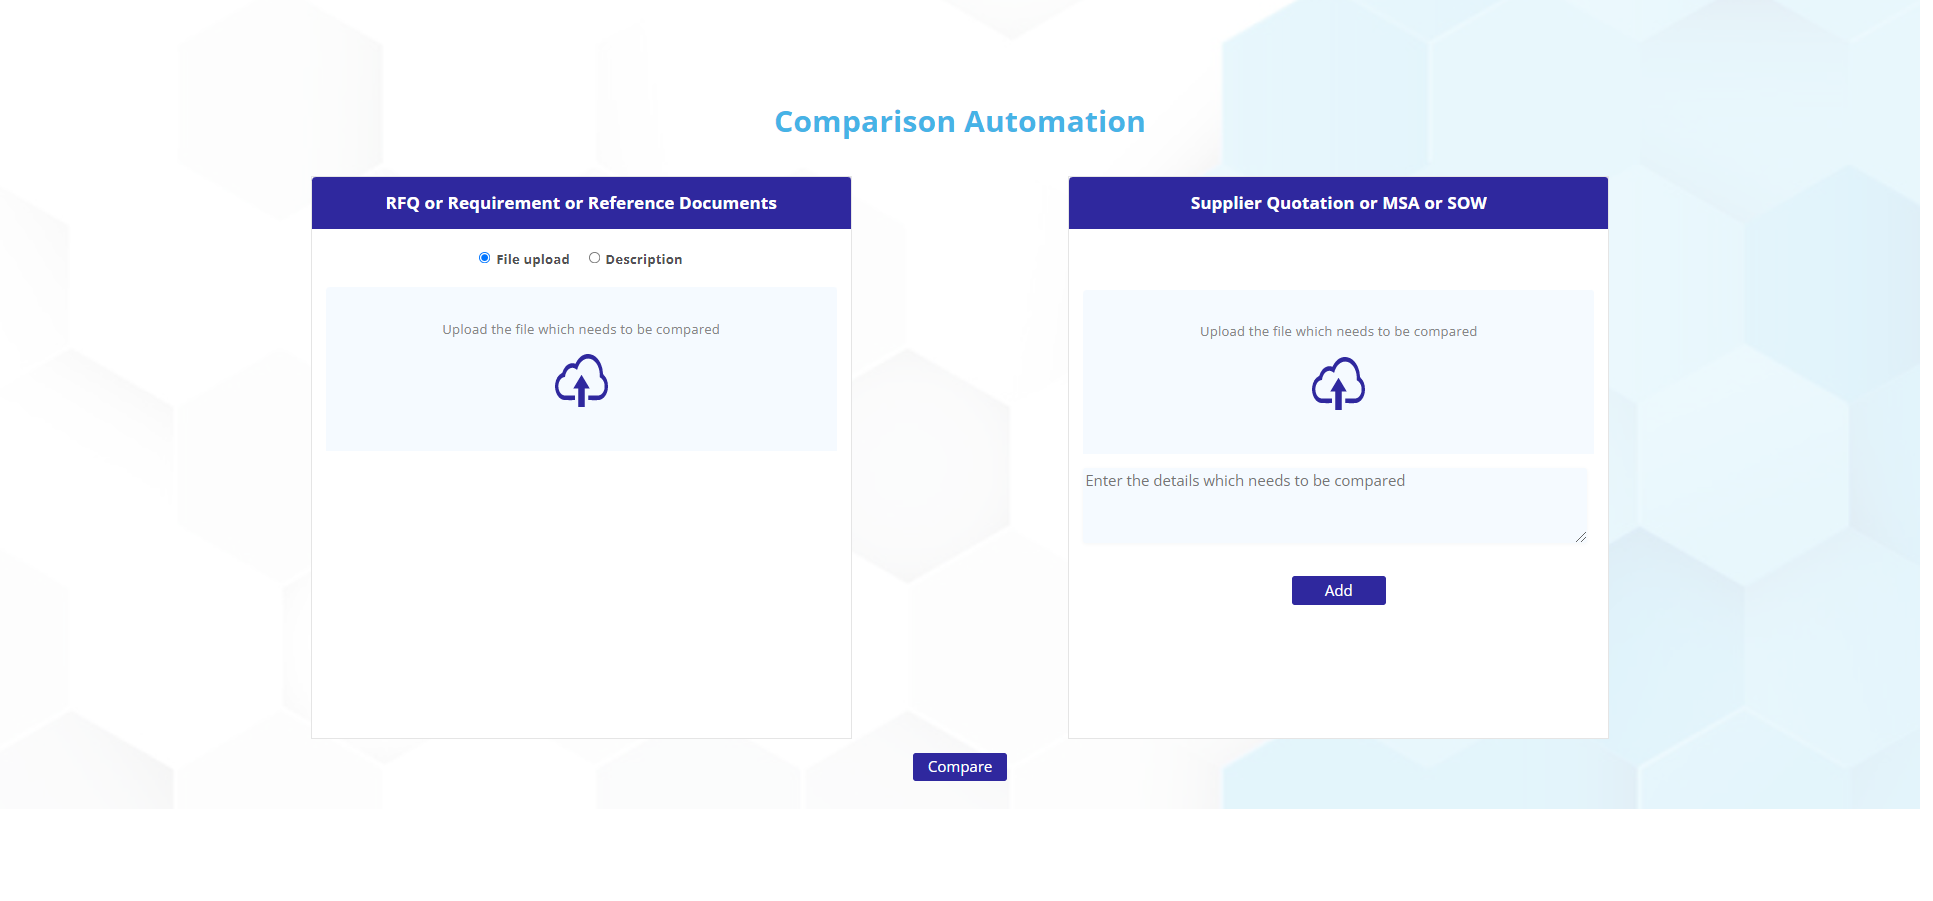 Comparison Automation
RFQ or Requirement or Reference Documents
File upload Description
Upload the file which needs to be compared
Supplier Quotation or MSA or SOW
Upload the file which needs to be compared
Enter the details which needs to be compared
Add
Compare